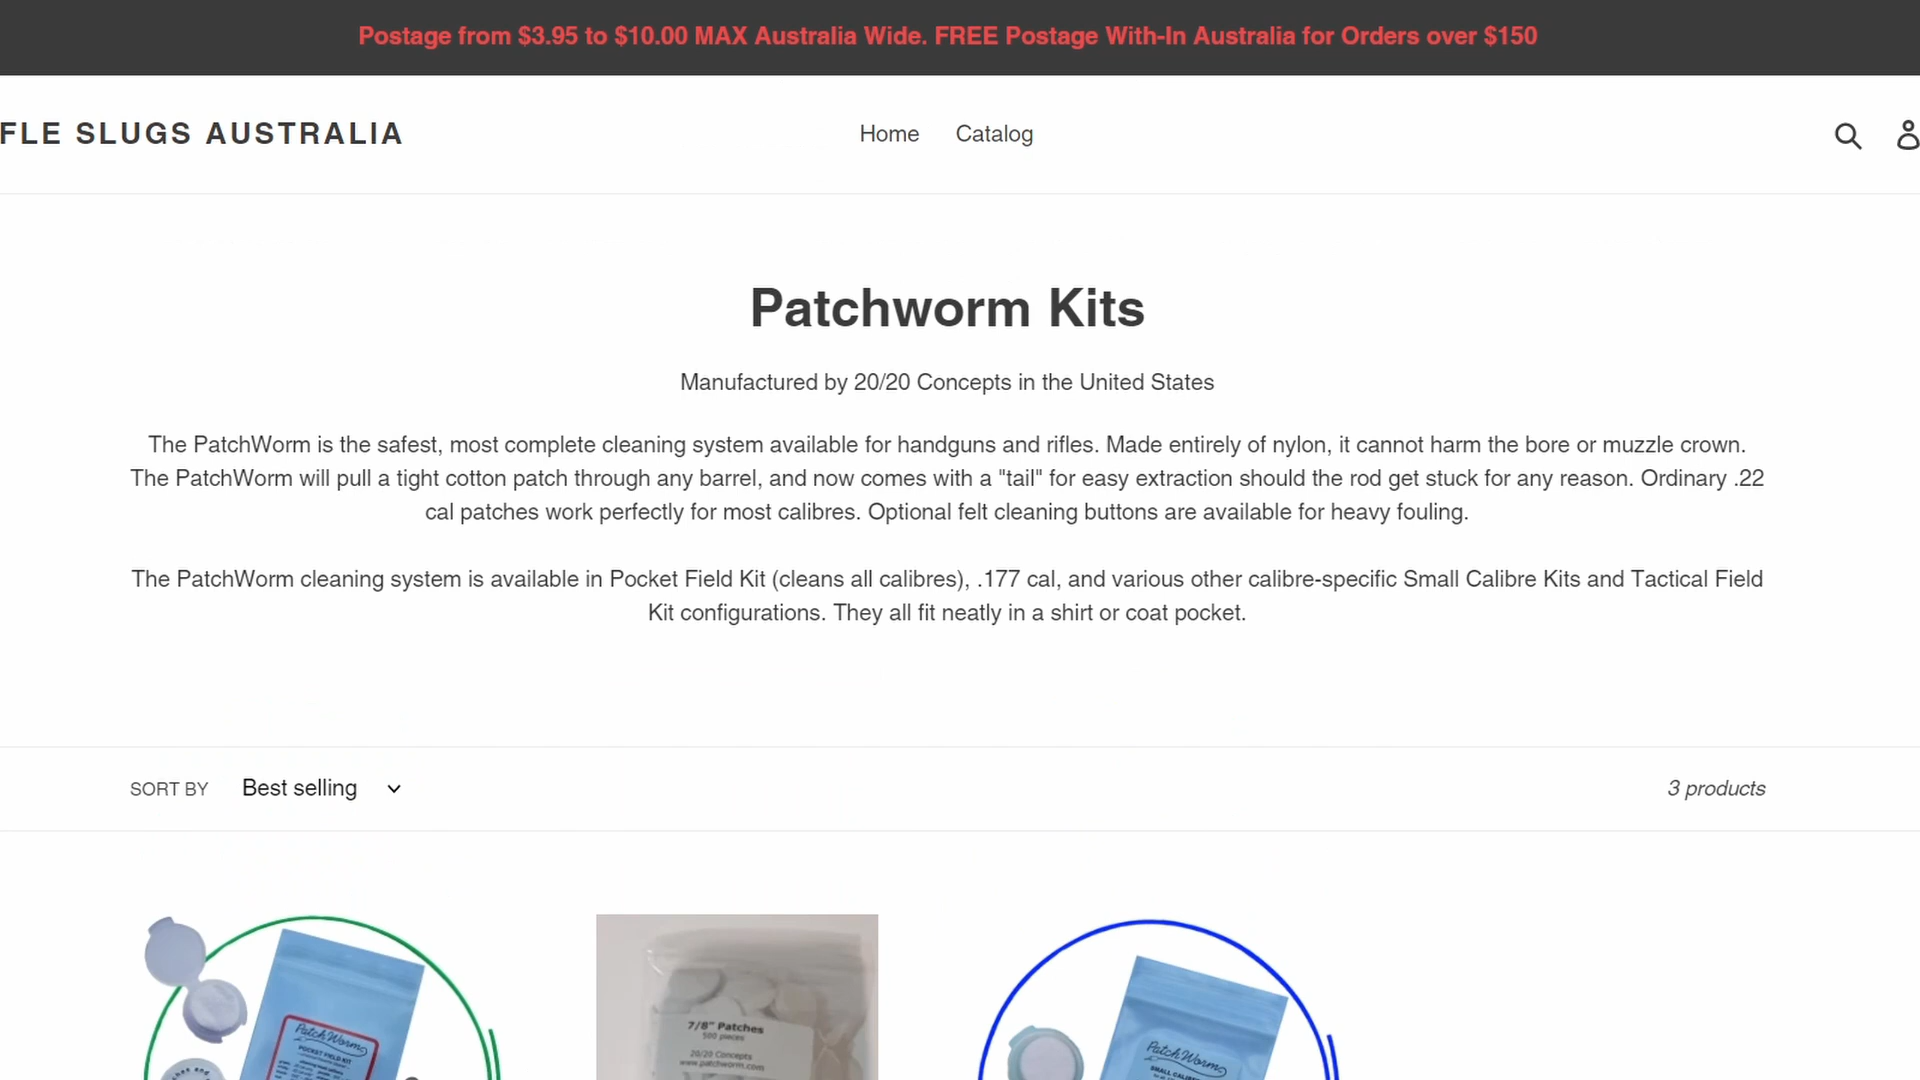 Postage from $3.95 to $10.00 MAX Australia Wide. FREE Postage With-In Australia for Orders over $150
FLE SLUGS AUSTRALIA
Home Catalog
Patchworm Kits
Manufactured by 20/20 Concepts in the United States
The PatchWorm is the safest, most complete cleaning system available for handguns and rifles. Made entirely of nylon, it cannot harm the bore or muzzle crown.
The PatchWorm will pull a tight cotton patch through any barrel, and now comes with a "tail" for easy extraction should the rod get stuck for any reason. Ordinary .22
cal patches work perfectly for most calibres. Optional felt cleaning buttons are available for heavy fouling.
The PatchWorm cleaning system is available in Pocket Field Kit (cleans all calibres), .177 cal, and various other calibre-specific Small Calibre Kits and Tactical Field
Kit configurations. They all fit neatly in a shirt or coat pocket.
SORT BY Best selling
3 products
PatchWorm
POCKET FIELD KIT
7/8" Patches
500 pieces
20/20 Concepts
www.patchworm.com
PatchWorm